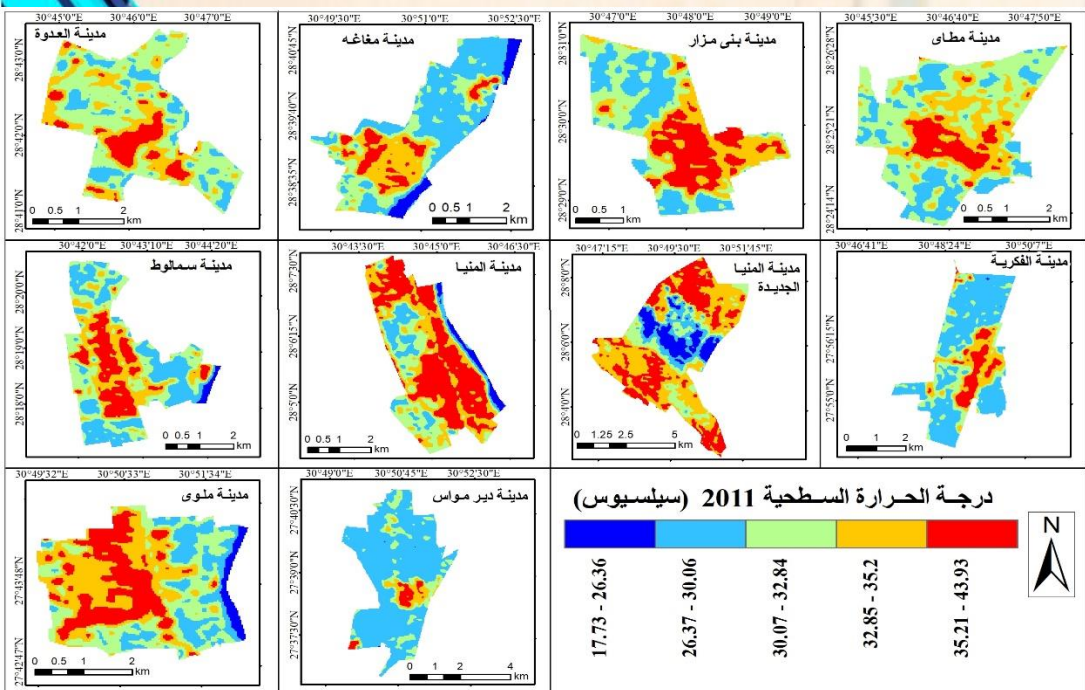 30°45'0"E 30°46'0"E 30°47'0"E
مدينة العدوة
28°43'0"N
28°42'0"N
28°41'0"N
0 0.5 1 2
km
30°49'30"E 30°51'0"E 30°52'30"E
مدينة مغاغه
28°40'45"N
28°39'40"N
28°38'35"N
0 0.5 1 2
km
30°47'0"E 30°48'0"E 30°49'0"E
مدينة بنى مزار
28°31'0"N
28°30'0"N
28°29'0"N
0 0.5 1 2
km
30°45'30"E 30°46'40"E 30°47'50"E
مدينة مطاى
28°26'28"N
28°25'21"N
28°24'14"N
0 0.5 1 2
km
30°42'0"E 30°43'10"E 30°44'20"E
مدينة سمالوط
28°20'0"N
28°19'0"N
28°18'0"N
0 0.5 1 2
km
30°43'30"E 30°45'0"E 30°46'30"E
مدينة المنيا
28°7'30"N
28°6'15"N
28°5'0"N
0 0.5 1 2
km
30°47'15"E 30°49'30"E 30°51'45"E
مدينة المنيا
الجديدة
28°8'0"N
28°6'0"N
28°4'0"N
0 1.25 2.5 5
km
30°46'41"E 30°48'24"E 30°50'7"E
مدينة الفكرية
27°56'15"N
27°55'0"N
0 1 2
km
30°49'32"E 30°50'33"E 30°51'34"E
مدينة ملوى
27°43'48"N
27°42'47"N
0 0.5 1 2
km
30°49'0"E 30°50'45"E 30°52'30"E
مدينة دير مواس
27°40'30"N
27°39'0"N
27°37'30"N
0 1 2 4
km
درجة الحرارة السطحية 2011 (سيلسيوس)
17.73 - 26.36
26.37 - 30.06
30.07 - 32.84
32.85 - 35.2
35.21 - 43.93
N